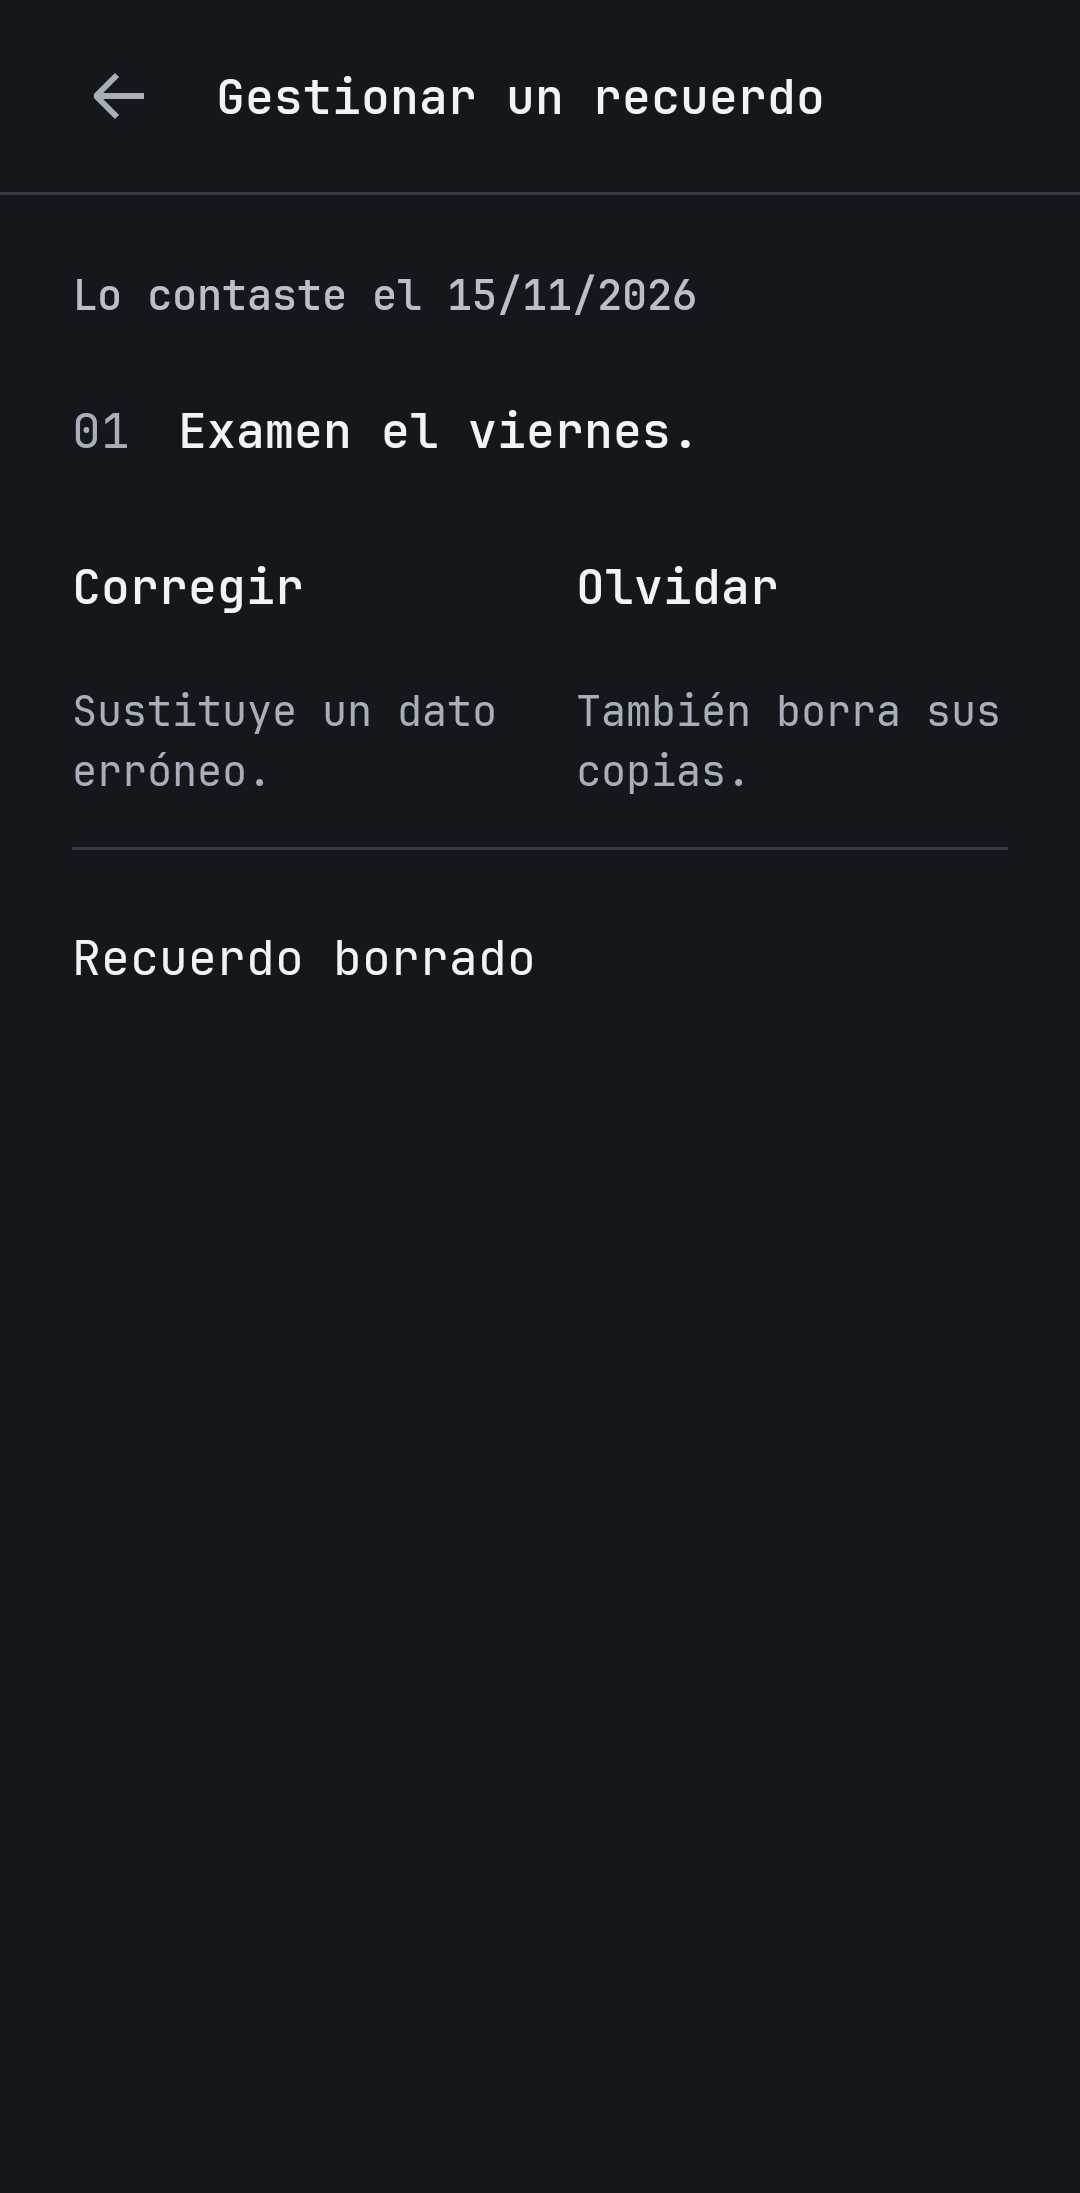 Gestionar un recuerdo
Lo contaste el 15/11/2026
01 Examen el viernes.
Corregir
Sustituye un dato
erróneo.
Olvidar
También borra sus
copias.
Recuerdo borrado